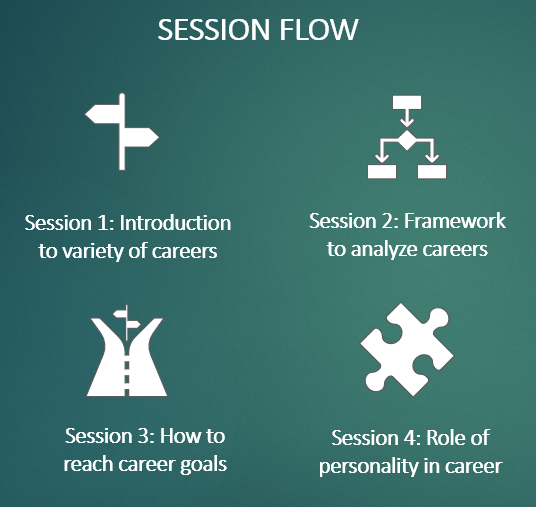 SESSION FLOW
Session 1: Introduction
to variety of careers
Session 2: Framework
to analyze careers
Session 3: How to
reach career goals
Session 4: Role of
personality in career